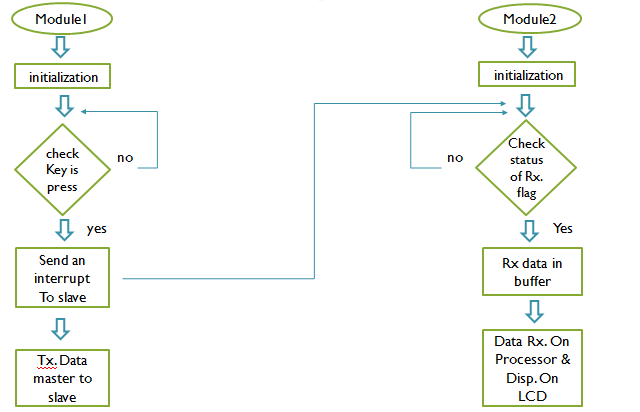 Module1
initialization
check
Key is
press
no
yes
Send an
interrupt
To slave
Tx. Data
master to
slave
Module2
initialization
Check
status
of Rx.
flag
no
Yes
Rx data in
buffer
Data Rx. On
Processor &
Disp. On
LCD